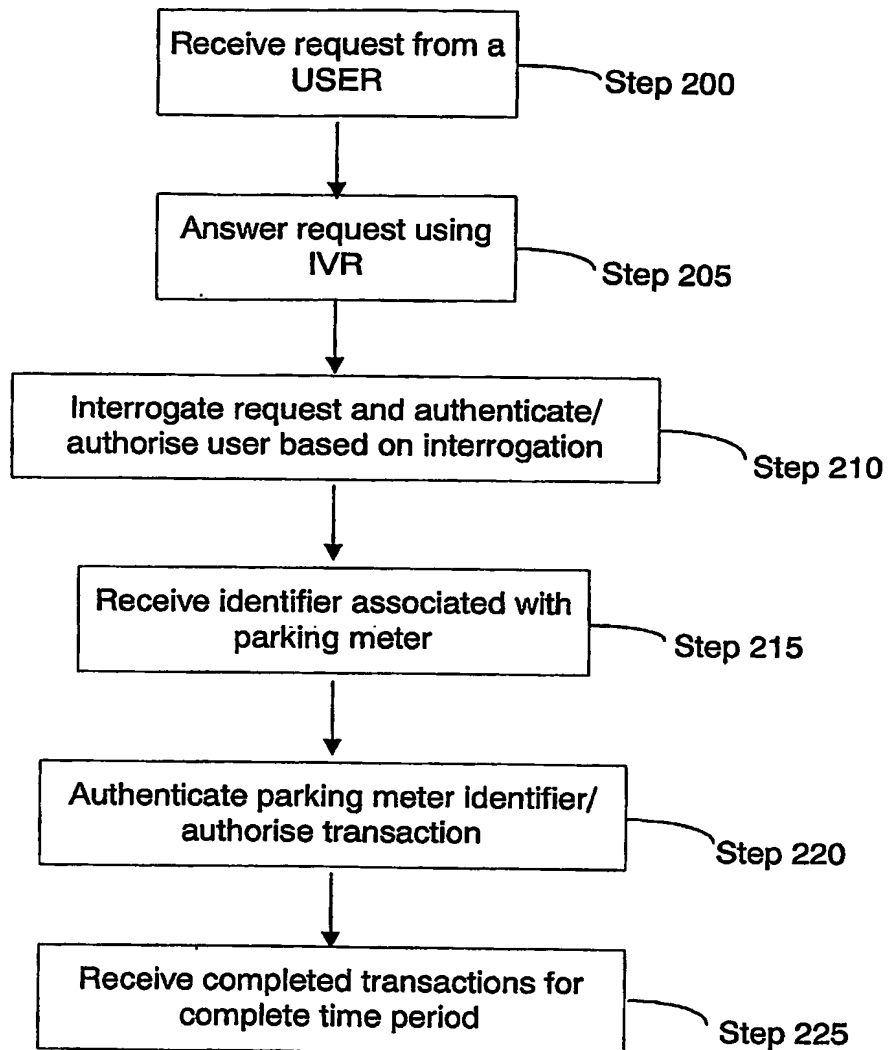 Receive request from a
USER
Step 200
Answer request using
IVR
Step 205
Interrogate request and authenticate/
authorise user based on interrogation
Step 210
Receive identifier associated with
parking meter
Step 215
Authenticate parking meter identifier/
authorise transaction
Step 220
Receive completed transactions for
complete time period
Step 225